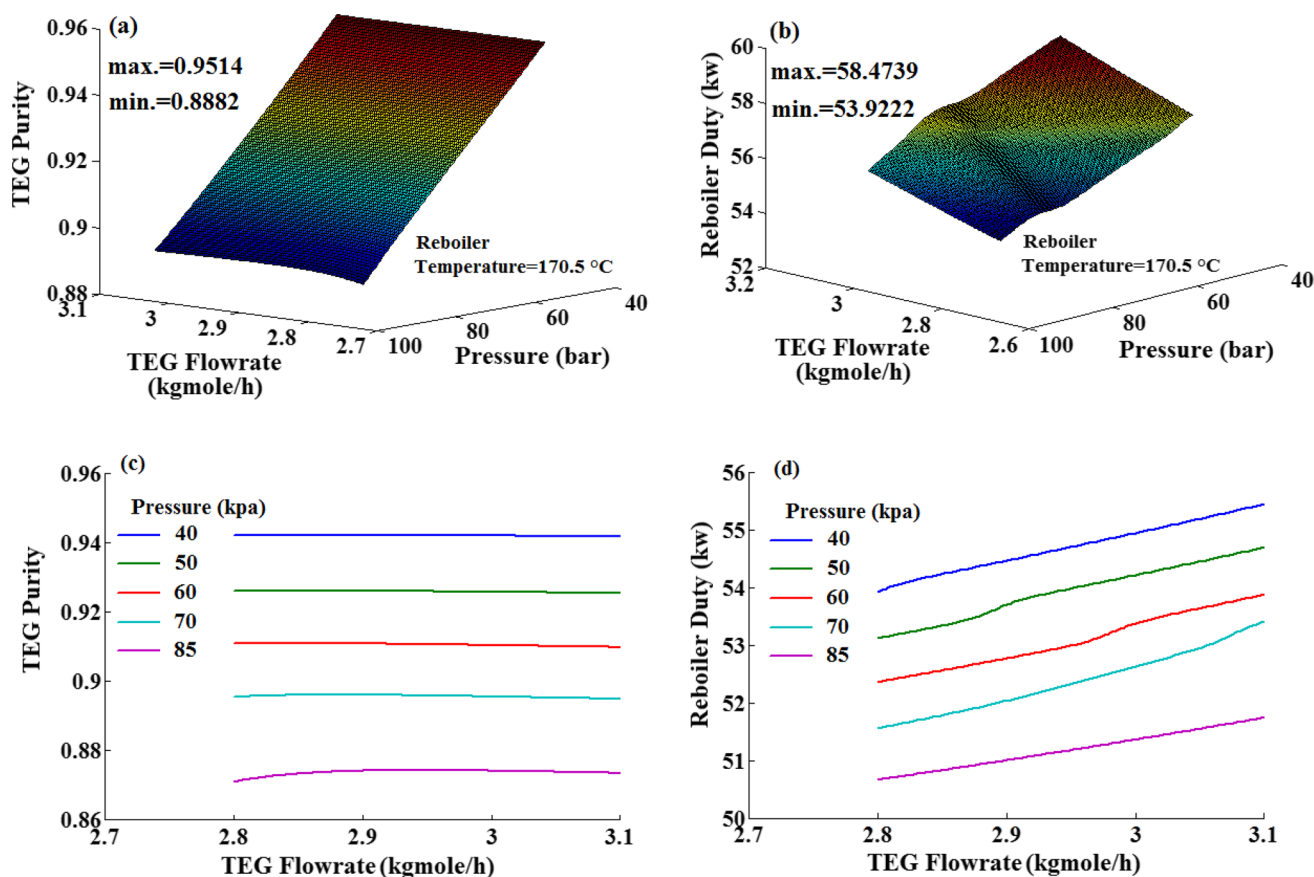 (a)
max.=0.9514
min.=0.8882
TEG Purity
0.96
0.94
0.92
0.9
0.88
Reboiler
Temperature=170.5 °C
3.1
3
2.9
2.8
2.7
100
80
60
40
TEG Flowrate
(kgmole/h)
Pressure (bar)
(b)
max.=58.4739
min.=53.9222
Reboiler Duty (kw)
60
58
56
54
52
Reboiler
Temperature=170.5 °C
3.2
3
2.8
2.6
100
80
60
40
TEG Flowrate
(kgmole/h)
Pressure (bar)
(c)
Pressure (kpa)
40
50
60
70
85
TEG Purity
0.96
0.94
0.92
0.9
0.88
0.86
2.7
2.8
2.9
3
3.1
TEG Flowrate (kgmole/h)
(d)
Pressure (kpa)
40
50
60
70
85
Reboiler Duty (kw)
56
55
54
53
52
51
50
2.7
2.8
2.9
3
3.1
TEG Flowrate (kgmole/h)